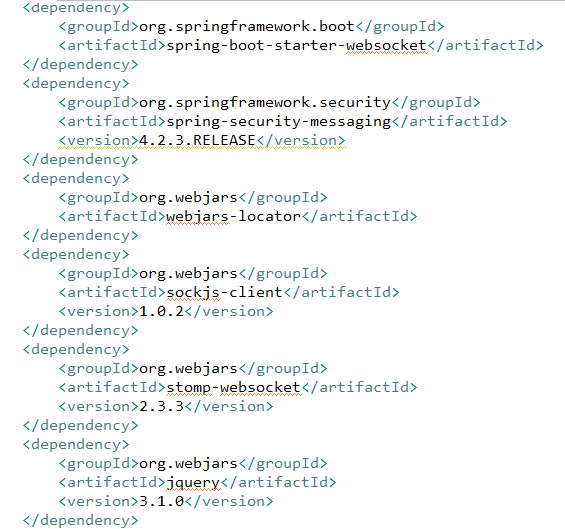 <dependency>
<groupId>org.springframework.boot</groupId>
<artifactId>spring-boot-starter-websocket</artifactId>
</dependency>
<dependency>
<groupId>org.springframework.security</groupId>
<artifactId>spring-security-messaging</artifactId>
<version>4.2.3.RELEASE</version>
</dependency>
<dependency>
<groupId>org.webjars</groupId>
<artifactId>webjars-locator</artifactId>
</dependency>
<dependency>
<groupId>org.webjars</groupId>
<artifactId>sockjs-client</artifactId>
<version>1.0.2</version>
</dependency>
<dependency>
<groupId>org.webjars</groupId>
<artifactId>stomp-websocket</artifactId>
<version>2.3.3</version>
</dependency>
<dependency>
<groupId>org.webjars</groupId>
<artifactId>jquery</artifactId>
<version>3.1.0</version>
</dependency>